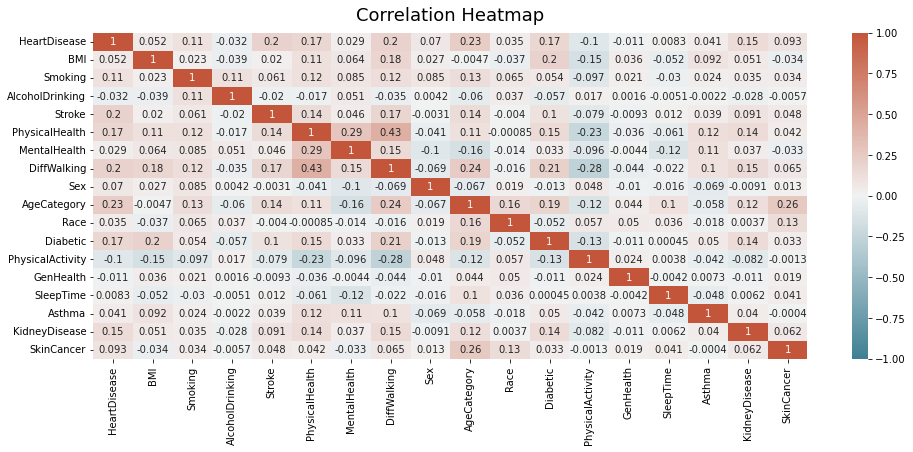 Correlation Heatmap
HeartDisease 1 0.052 0.11 -0.032 0.2 0.17 0.029 0.2 0.07 0.23 0.035 0.17 -0.1 -0.011 0.0083 0.041 0.15 0.093
BMI 0.052 1 0.023 -0.039 0.02 0.11 0.064 0.18 0.027 -0.0047 -0.037 0.2 -0.15 0.036 -0.052 0.092 0.051 -0.034
Smoking 0.11 0.023 1 0.11 0.061 0.12 0.085 0.12 0.085 0.13 0.065 0.054 -0.097 0.021 -0.03 0.024 0.035 0.034
AlcoholDrinking -0.032 -0.039 0.11 1 -0.02 -0.017 0.051 -0.035 0.0042 -0.06 0.037 -0.057 0.017 0.0016 -0.0051 -0.0022 -0.028 -0.0057
Stroke 0.2 0.02 0.061 -0.02 1 0.14 0.046 0.17 -0.0031 0.14 -0.004 0.1 -0.079 -0.0093 0.012 0.039 0.091 0.048
PhysicalHealth 0.17 0.11 0.12 -0.017 0.14 1 0.29 0.43 -0.041 0.11 -0.00085 0.15 -0.23 -0.036 -0.061 0.12 0.14 0.042
MentalHealth 0.029 0.064 0.085 0.051 0.046 0.29 1 0.15 -0.1 -0.16 -0.014 0.033 -0.096 -0.0044 -0.12 0.11 0.037 -0.033
DiffWalking 0.2 0.18 0.12 -0.035 0.17 0.43 0.15 1 -0.069 0.24 -0.016 0.21 -0.28 -0.044 -0.022 0.1 0.15 0.065
Sex 0.07 0.027 0.085 0.0042 -0.0031 -0.041 -0.1 -0.069 1 -0.067 0.019 -0.013 0.048 -0.01 -0.016 -0.069 -0.0091 0.013
AgeCategory 0.23 -0.0047 0.13 -0.06 0.14 0.11 -0.16 0.24 -0.067 1 0.16 0.19 -0.12 0.044 0.1 -0.058 0.12 0.26
Race 0.035 -0.037 0.065 0.037 -0.004 -0.00085 -0.014 -0.016 0.019 0.16 1 -0.052 0.057 0.05 0.036 -0.018 0.0037 0.13
Diabetic 0.17 0.2 0.054 -0.057 0.1 0.15 0.033 0.21 -0.013 0.19 -0.052 1 -0.13 -0.011 0.00045 0.05 0.14 0.033
PhysicalActivity -0.1 -0.15 -0.097 0.017 -0.079 -0.23 -0.096 -0.28 0.048 -0.12 0.057 -0.13 1 0.024 0.0038 -0.042 -0.082 -0.0013
GenHealth -0.011 0.036 0.021 0.0016 -0.0093 -0.036 -0.0044 -0.044 -0.01 0.044 0.05 -0.011 0.024 1 -0.0042 0.0073 -0.011 0.019
SleepTime 0.0083 -0.052 -0.03 -0.0051 0.012 -0.061 -0.12 -0.022 -0.016 0.1 0.036 0.00045 0.0038 -0.0042 1 -0.048 0.0062 0.041
Asthma 0.041 0.092 0.024 -0.0022 0.039 0.12 0.11 0.1 -0.069 -0.058 -0.018 0.05 -0.042 0.0073 -0.048 1 0.04 -0.0004
KidneyDisease 0.15 0.051 0.035 -0.028 0.091 0.14 0.037 0.15 -0.0091 0.12 0.0037 0.14 -0.082 -0.011 0.0062 0.04 1 0.062
SkinCancer 0.093 -0.034 0.034 -0.0057 0.048 0.042 -0.033 0.065 0.013 0.26 0.13 0.033 -0.0013 0.019 0.041 -0.0004 0.062 1
HeartDisease
BMI
Smoking
AlcoholDrinking
Stroke
PhysicalHealth
MentalHealth
DiffWalking
Sex
AgeCategory
Race
Diabetic
PhysicalActivity
GenHealth
SleepTime
Asthma
KidneyDisease
SkinCancer
1.00
0.75
0.50
0.25
0.00
−0.25
−0.50
−0.75
−1.00